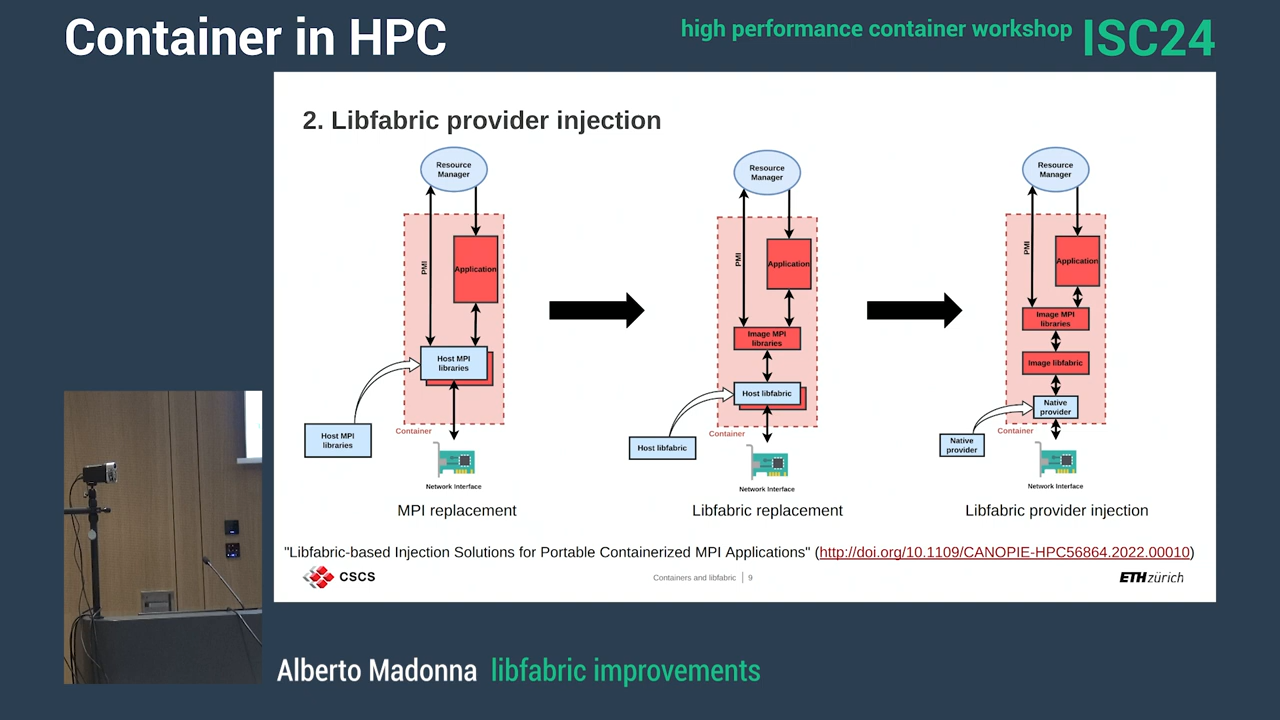 Container in HPC
high performance container workshop ISC24
2. Libfabric provider injection
Resource
Manager
PMI
Application
Host MPI
libraries
Host MPI
libraries
Container
Network Interface
MPI replacement
Resource
Manager
PMI
Application
Image MPI
libraries
Host libfabric
Host libfabric
Container
Network Interface
Libfabric replacement
Resource
Manager
PMI
Application
Image MPI
libraries
Image libfabric
Native
provider
Native
provider
Container
Network Interface
Libfabric provider injection
"Libfabric-based Injection Solutions for Portable Containerized MPI Applications" (http://doi.org/10.1109/CANOPIE-HPC56864.2022.00010)
CSCS
Containers and libfabric | 9
ETH zürich
Alberto Madonna libfabric improvements